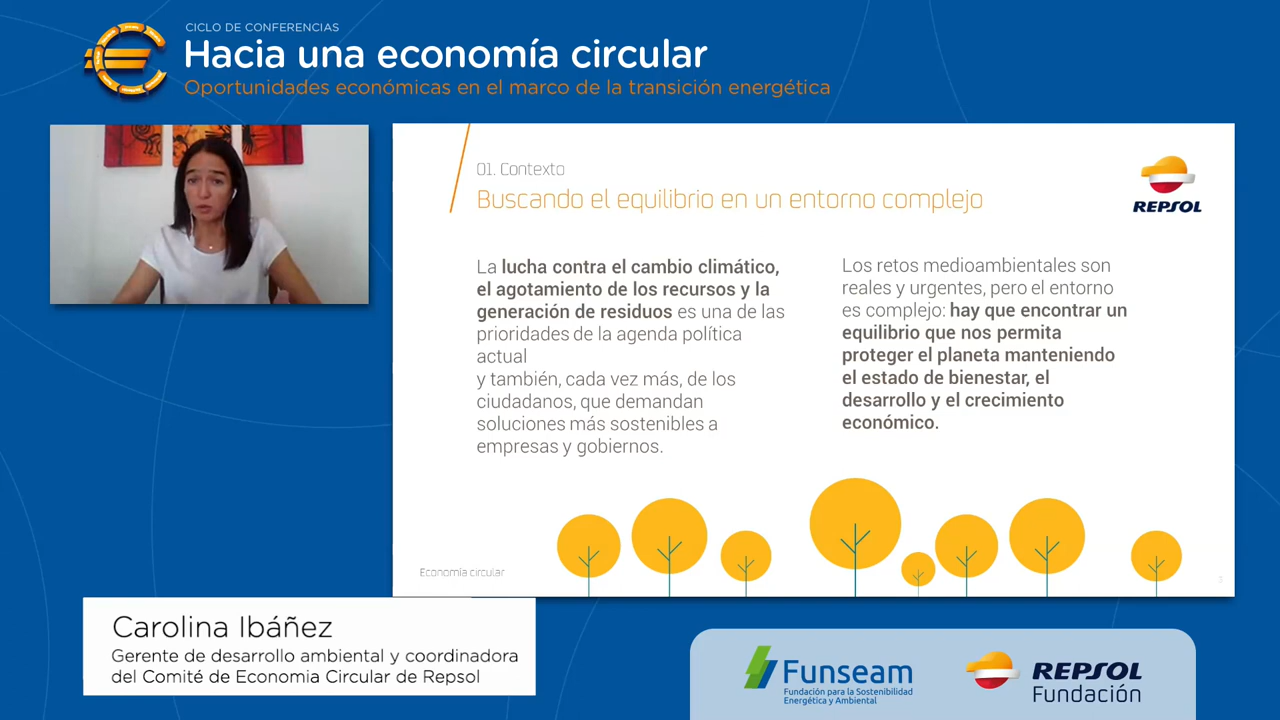 CICLO DE CONFERENCIAS
Hacia una economía circular
Oportunidades económicas en el marco de la transición energética
01. Contexto
Buscando el equilibrio en un entorno complejo
REPSOL
La lucha contra el cambio climático,
el agotamiento de los recursos y la
generación de residuos es una de las
prioridades de la agenda política
actual
y también, cada vez más, de los
ciudadanos, que demandan
soluciones más sostenibles a
empresas y gobiernos.
Los retos medioambientales son
reales y urgentes, pero el entorno
es complejo: hay que encontrar un
equilibrio que nos permita
proteger el planeta manteniendo
el estado de bienestar, el
desarrollo y el crecimiento
económico.
Economía circular
Carolina Ibáñez
Gerente de desarrollo ambiental y coordinadora
del Comité de Economia Circular de Repsol
Funseam
Fundación para la Sostenibilidad
Energética y Ambiental
REPSOL
Fundación